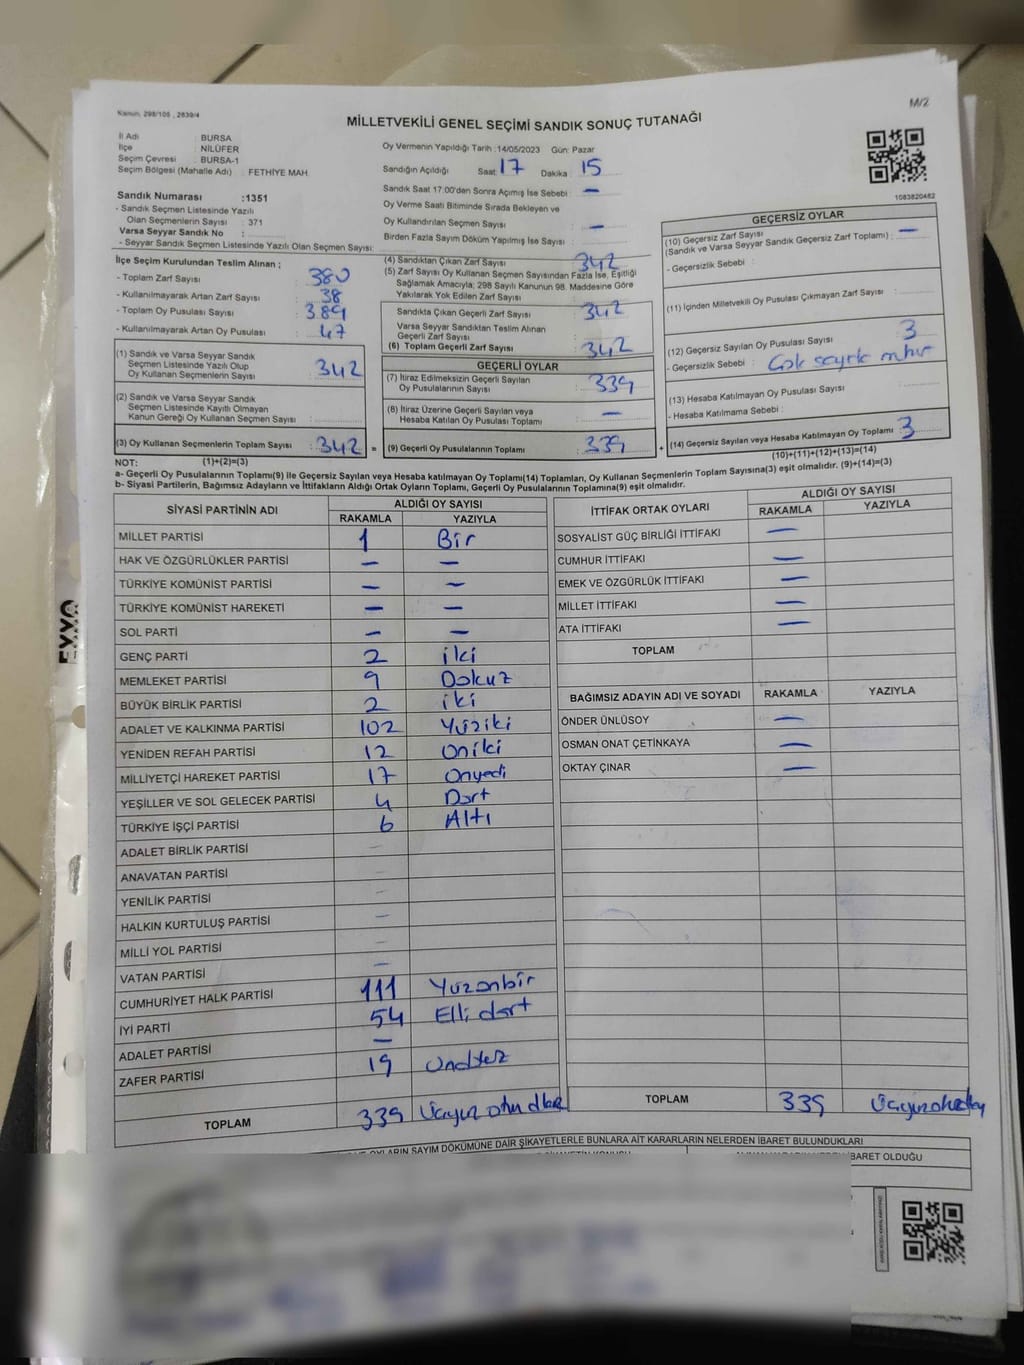 Kanun: 298/105 , 2839/4
M/2
MİLLETVEKİLİ GENEL SEÇİMİ SANDIK SONUÇ TUTANAĞI
İl Adı : BURSA
İlçe : NİLÜFER
Seçim Çevresi : BURSA-1
Seçim Bölgesi (Mahalle Adı) : FETHİYE MAH
Sandık Numarası :1351
- Sandık Seçmen Listesinde Yazılı
Olan Seçmenlerin Sayısı : 371
Varsa Seyyar Sandık No :
- Seyyar Sandık Seçmen Listesinde Yazılı Olan Seçmen Sayısı:
Oy Vermenin Yapıldığı Tarih :14/05/2023 Gün: Pazar
Sandığın Açıldığı Saat 17 Dakika 15
Sandık Saat 17:00'den Sonra Açımış İse Sebebi : —
Oy Verme Saati Bitiminde Sırada Bekleyen ve
Oy Kullandırılan Seçmen Sayısı : —
Birden Fazla Sayım Döküm Yapılmış İse Sayısı :
1083820482
İlçe Seçim Kurulundan Teslim Alınan ;
- Toplam Zarf Sayısı : 380
- Kullanılmayarak Artan Zarf Sayısı : 38
- Toplam Oy Pusulası Sayısı : 389
- Kullanılmayarak Artan Oy Pusulası : 47
(1) Sandık ve Varsa Seyyar Sandık
Seçmen Listesinde Yazılı Olup
Oy Kullanan Seçmenlerin Sayısı : 342
(2) Sandık ve Varsa Seyyar Sandık
Seçmen Listesinde Kayıtlı Olmayan
Kanun Gereği Oy Kullanan Seçmen Sayısı :
(3) Oy Kullanan Seçmenlerin Toplam Sayısı : 342 =
(4) Sandıktan Çıkan Zarf Sayısı : 342
(5) Zarf Sayısı Oy Kullanan Seçmen Sayısından Fazla İse, Eşitliği
Sağlamak Amacıyla; 298 Sayılı Kanunun 98. Maddesine Göre
Yakılarak Yok Edilen Zarf Sayısı :
Sandıkta Çıkan Geçerli Zarf Sayısı : 342
Varsa Seyyar Sandıktan Teslim Alınan
Geçerli Zarf Sayısı :
(6) Toplam Geçerli Zarf Sayısı : 342
GEÇERLİ OYLAR
(7) İtiraz Edilmeksizin Geçerli Sayılan
Oy Pusulalarının Sayısı : 339
(8) İtiraz Üzerine Geçerli Sayılan veya
Hesaba Katılan Oy Pusulası Toplamı : —
(9) Geçerli Oy Pusulalarının Toplamı : 339 +
GEÇERSİZ OYLAR
(10) Geçersiz Zarf Sayısı
(Sandık ve Varsa Seyyar Sandık Geçersiz Zarf Toplamı) : —
- Geçersizlik Sebebi :
(11) İçinden Milletvekili Oy Pusulası Çıkmayan Zarf Sayısı :
(12) Geçersiz Sayılan Oy Pusulası Sayısı : 3
- Geçersizlik Sebebi :
(13) Hesaba Katılmayan Oy Pusulası Sayısı :
- Hesaba Katılmama Sebebi :
(14) Geçersiz Sayılan veya Hesaba Katılmayan Oy Toplamı : 3
NOT: (1)+(2)=(3) (10)+(11)+(12)+(13)=(14)
a- Geçerli Oy Pusulalarının Toplamı(9) ile Geçersiz Sayılan veya Hesaba katılmayan Oy Toplamı(14) Toplamları, Oy Kullanan Seçmenlerin Toplam Sayısına(3) eşit olmalıdır. (9)+(14)=(3)
b- Siyasi Partilerin, Bağımsız Adayların ve İttifakların Aldığı Ortak Oyların Toplamı, Geçerli Oy Pusulalarının Toplamına(9) eşit olmalıdır.
SİYASİ PARTİNİN ADI ALDIĞI OY SAYISI
RAKAMLA YAZIYLA
MİLLET PARTİSİ 1 Bir
HAK VE ÖZGÜRLÜKLER PARTİSİ — —
TÜRKİYE KOMÜNİST PARTİSİ — —
TÜRKİYE KOMÜNİST HAREKETİ — —
SOL PARTİ — —
GENÇ PARTİ 2 iki
MEMLEKET PARTİSİ 9 Dokuz
BÜYÜK BİRLİK PARTİSİ 2 iki
ADALET VE KALKINMA PARTİSİ 102 Yüziki
YENİDEN REFAH PARTİSİ 12 Oniki
MİLLİYETÇİ HAREKET PARTİSİ 17 Onyedi
YEŞİLLER VE SOL GELECEK PARTİSİ 4 Dört
TÜRKİYE İŞÇİ PARTİSİ 6 Altı
ADALET BİRLİK PARTİSİ —
ANAVATAN PARTİSİ —
YENİLİK PARTİSİ —
HALKIN KURTULUŞ PARTİSİ —
MİLLİ YOL PARTİSİ —
VATAN PARTİSİ —
CUMHURİYET HALK PARTİSİ 111 Yüzonbir
İYİ PARTİ 54 Elli dört
ADALET PARTİSİ —
ZAFER PARTİSİ 19 Ondokuz
TOPLAM 339
İTTİFAK ORTAK OYLARI ALDIĞI OY SAYISI
RAKAMLA YAZIYLA
SOSYALİST GÜÇ BİRLİĞİ İTTİFAKI —
CUMHUR İTTİFAKI —
EMEK VE ÖZGÜRLÜK İTTİFAKI —
MİLLET İTTİFAKI —
ATA İTTİFAKI —
TOPLAM
BAĞIMSIZ ADAYIN ADI VE SOYADI RAKAMLA YAZIYLA
ÖNDER ÜNLÜSOY —
OSMAN ONAT ÇETİNKAYA —
OKTAY ÇINAR —
TOPLAM 339
OYLARIN SAYIM DÖKÜMÜNE DAİR ŞİKAYETLERLE BUNLARA AİT KARARLARIN NELERDEN İBARET BULUNDUKLARI
İBARET OLDUĞU